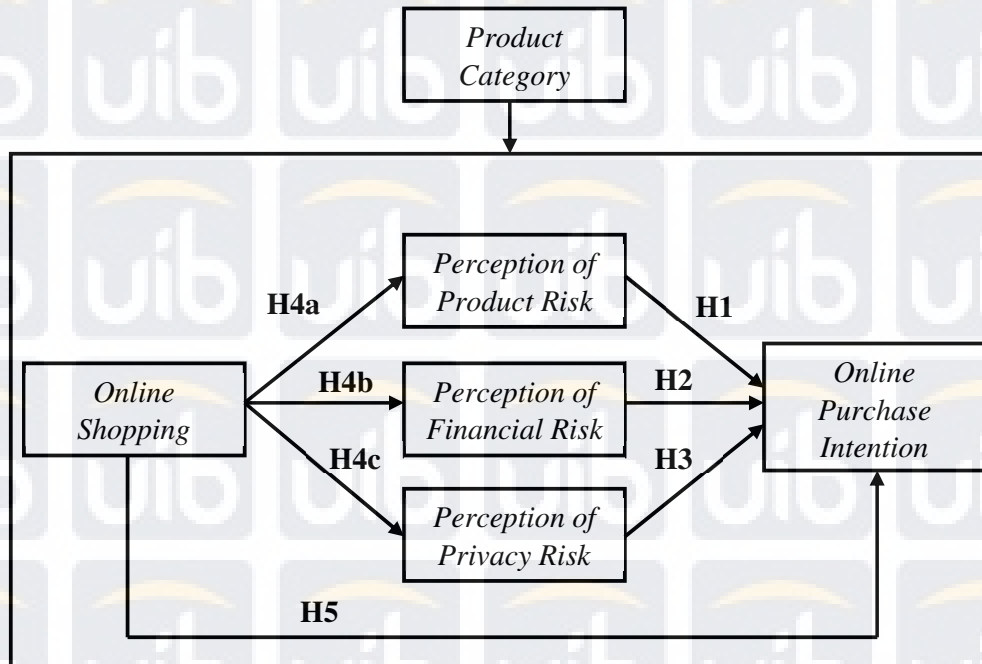 Product
Category
Perception of
Product Risk
H4a
H1
Online
Shopping
H4b
Perception of
Financial Risk
H2
Online
Purchase
Intention
H4c
H3
Perception of
Privacy Risk
H5
uib